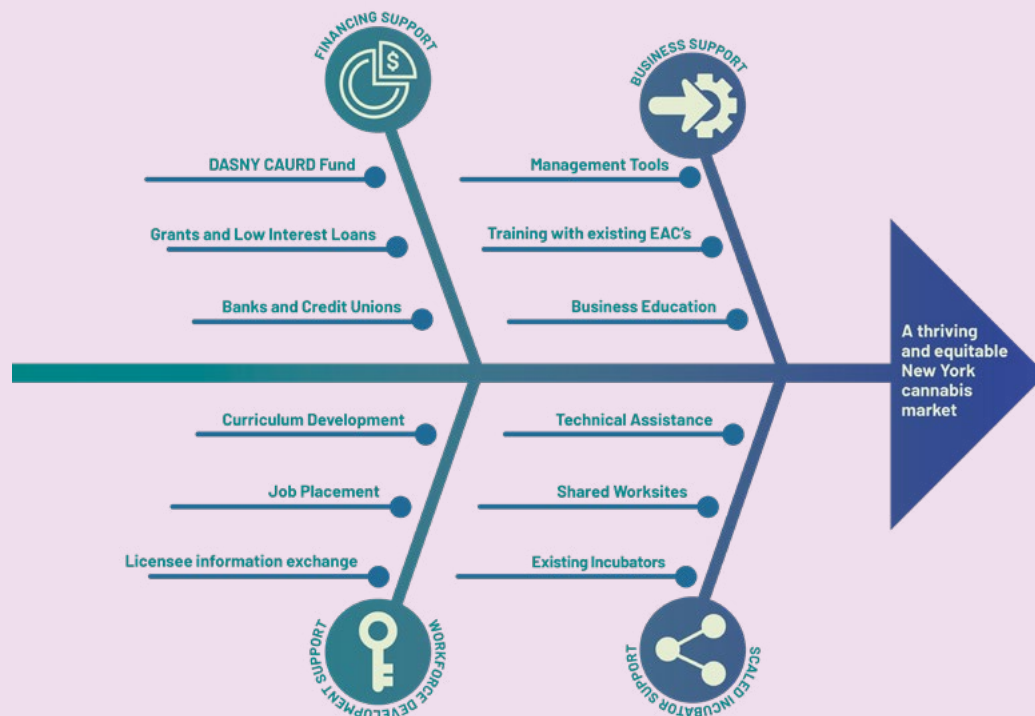 FINANCING SUPPORT
$
DASNY CAURD Fund
Grants and Low Interest Loans
Banks and Credit Unions
BUSINESS SUPPORT
Management Tools
Training with existing EAC's
Business Education
Curriculum Development
Job Placement
Licensee information exchange
WORKFORCE DEVELOPMENT SUPPORT
Technical Assistance
Shared Worksites
Existing Incubators
SCALED INCUBATOR SUPPORT
A thriving
and equitable
New York
cannabis
market